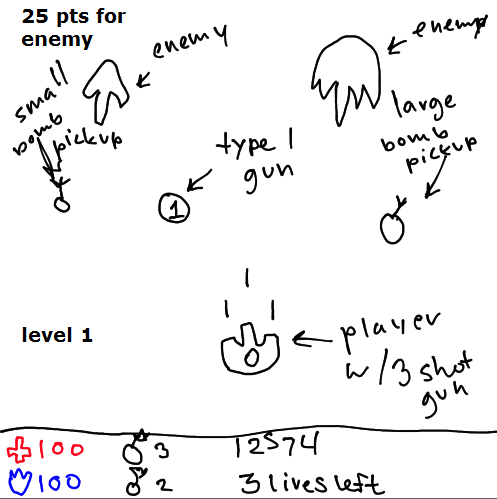 25 pts for
enemy
enemy
enemy
small
bomb
pickup
large
bomb
pickup
type 1
gun
1
level 1
player
w/3 shot
gun
100
3
12574
100
2
3 lives left